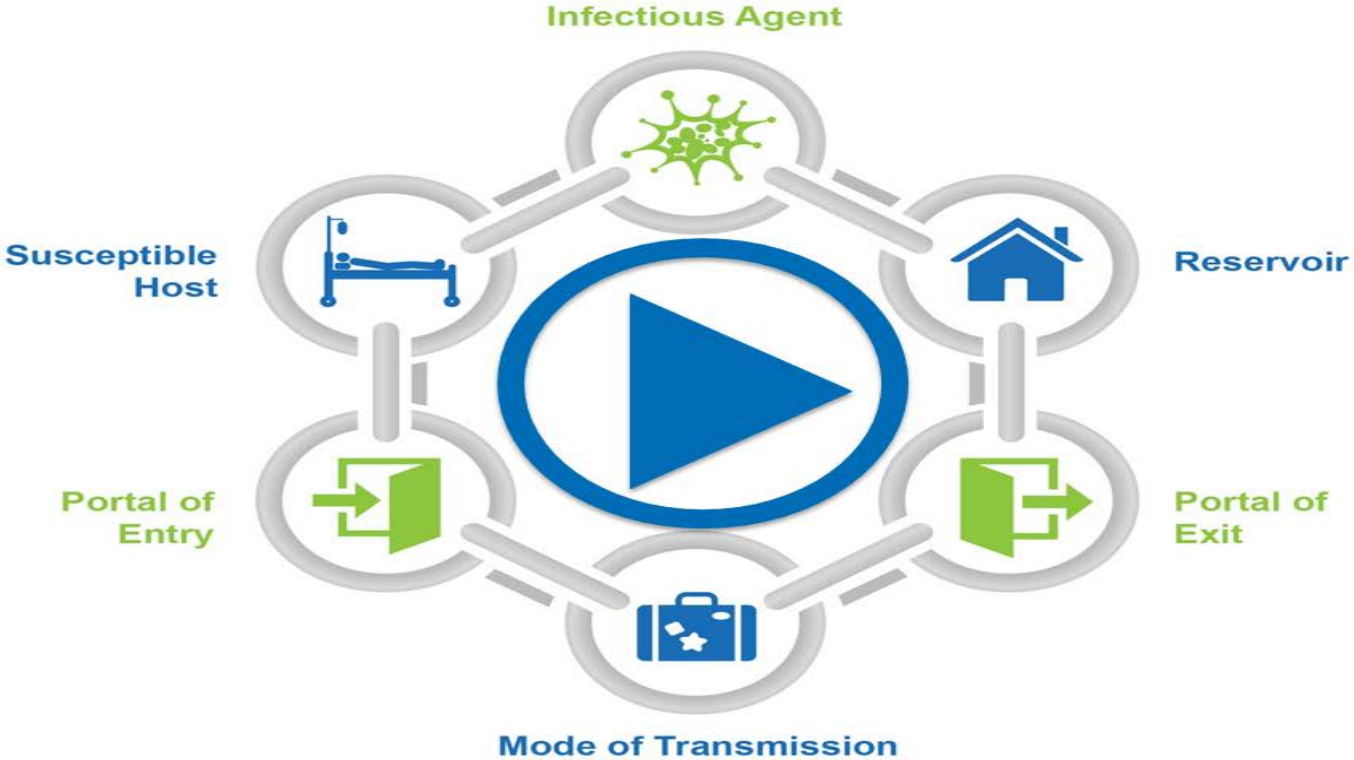 Infectious Agent
Susceptible
Host
Reservoir
Portal of
Entry
Portal of
Exit
Mode of Transmission